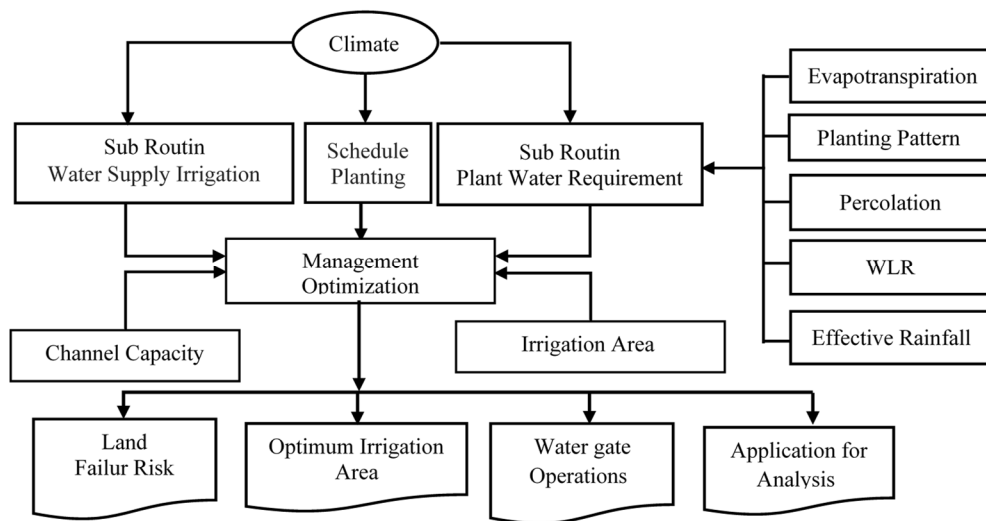 Climate
Evapotranspiration
Planting Pattern
Percolation
WLR
Effective Rainfall
Sub Routin
Water Supply Irrigation
Schedule
Planting
Sub Routin
Plant Water Requirement
Management
Optimization
Channel Capacity
Irrigation Area
Land
Failur Risk
Optimum Irrigation
Area
Water gate
Operations
Application for
Analysis